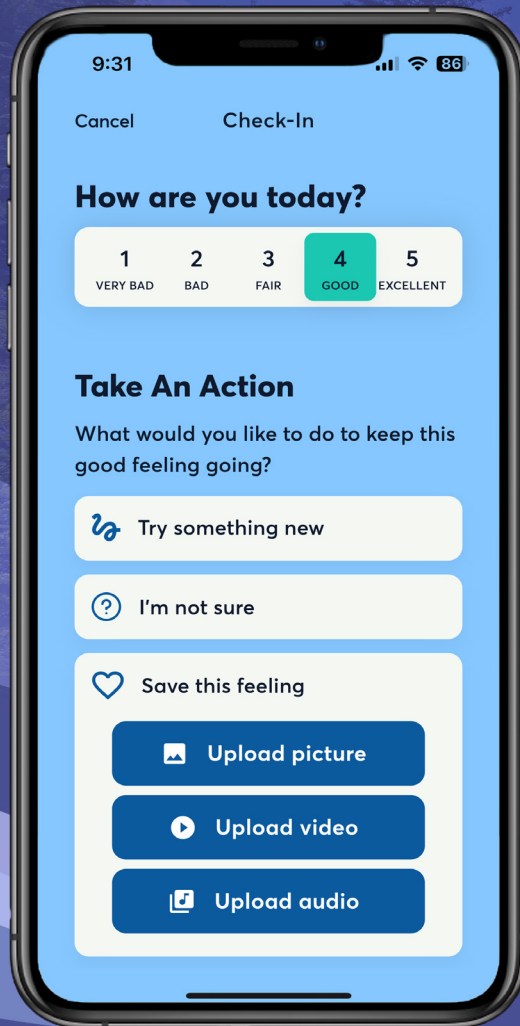 9:31 86
Cancel Check-In
How are you today?
1 2 3 4 5
VERY BAD BAD FAIR GOOD EXCELLENT
Take An Action
What would you like to do to keep this
good feeling going?
Try something new
? I'm not sure
Save this feeling
Upload picture
Upload video
Upload audio